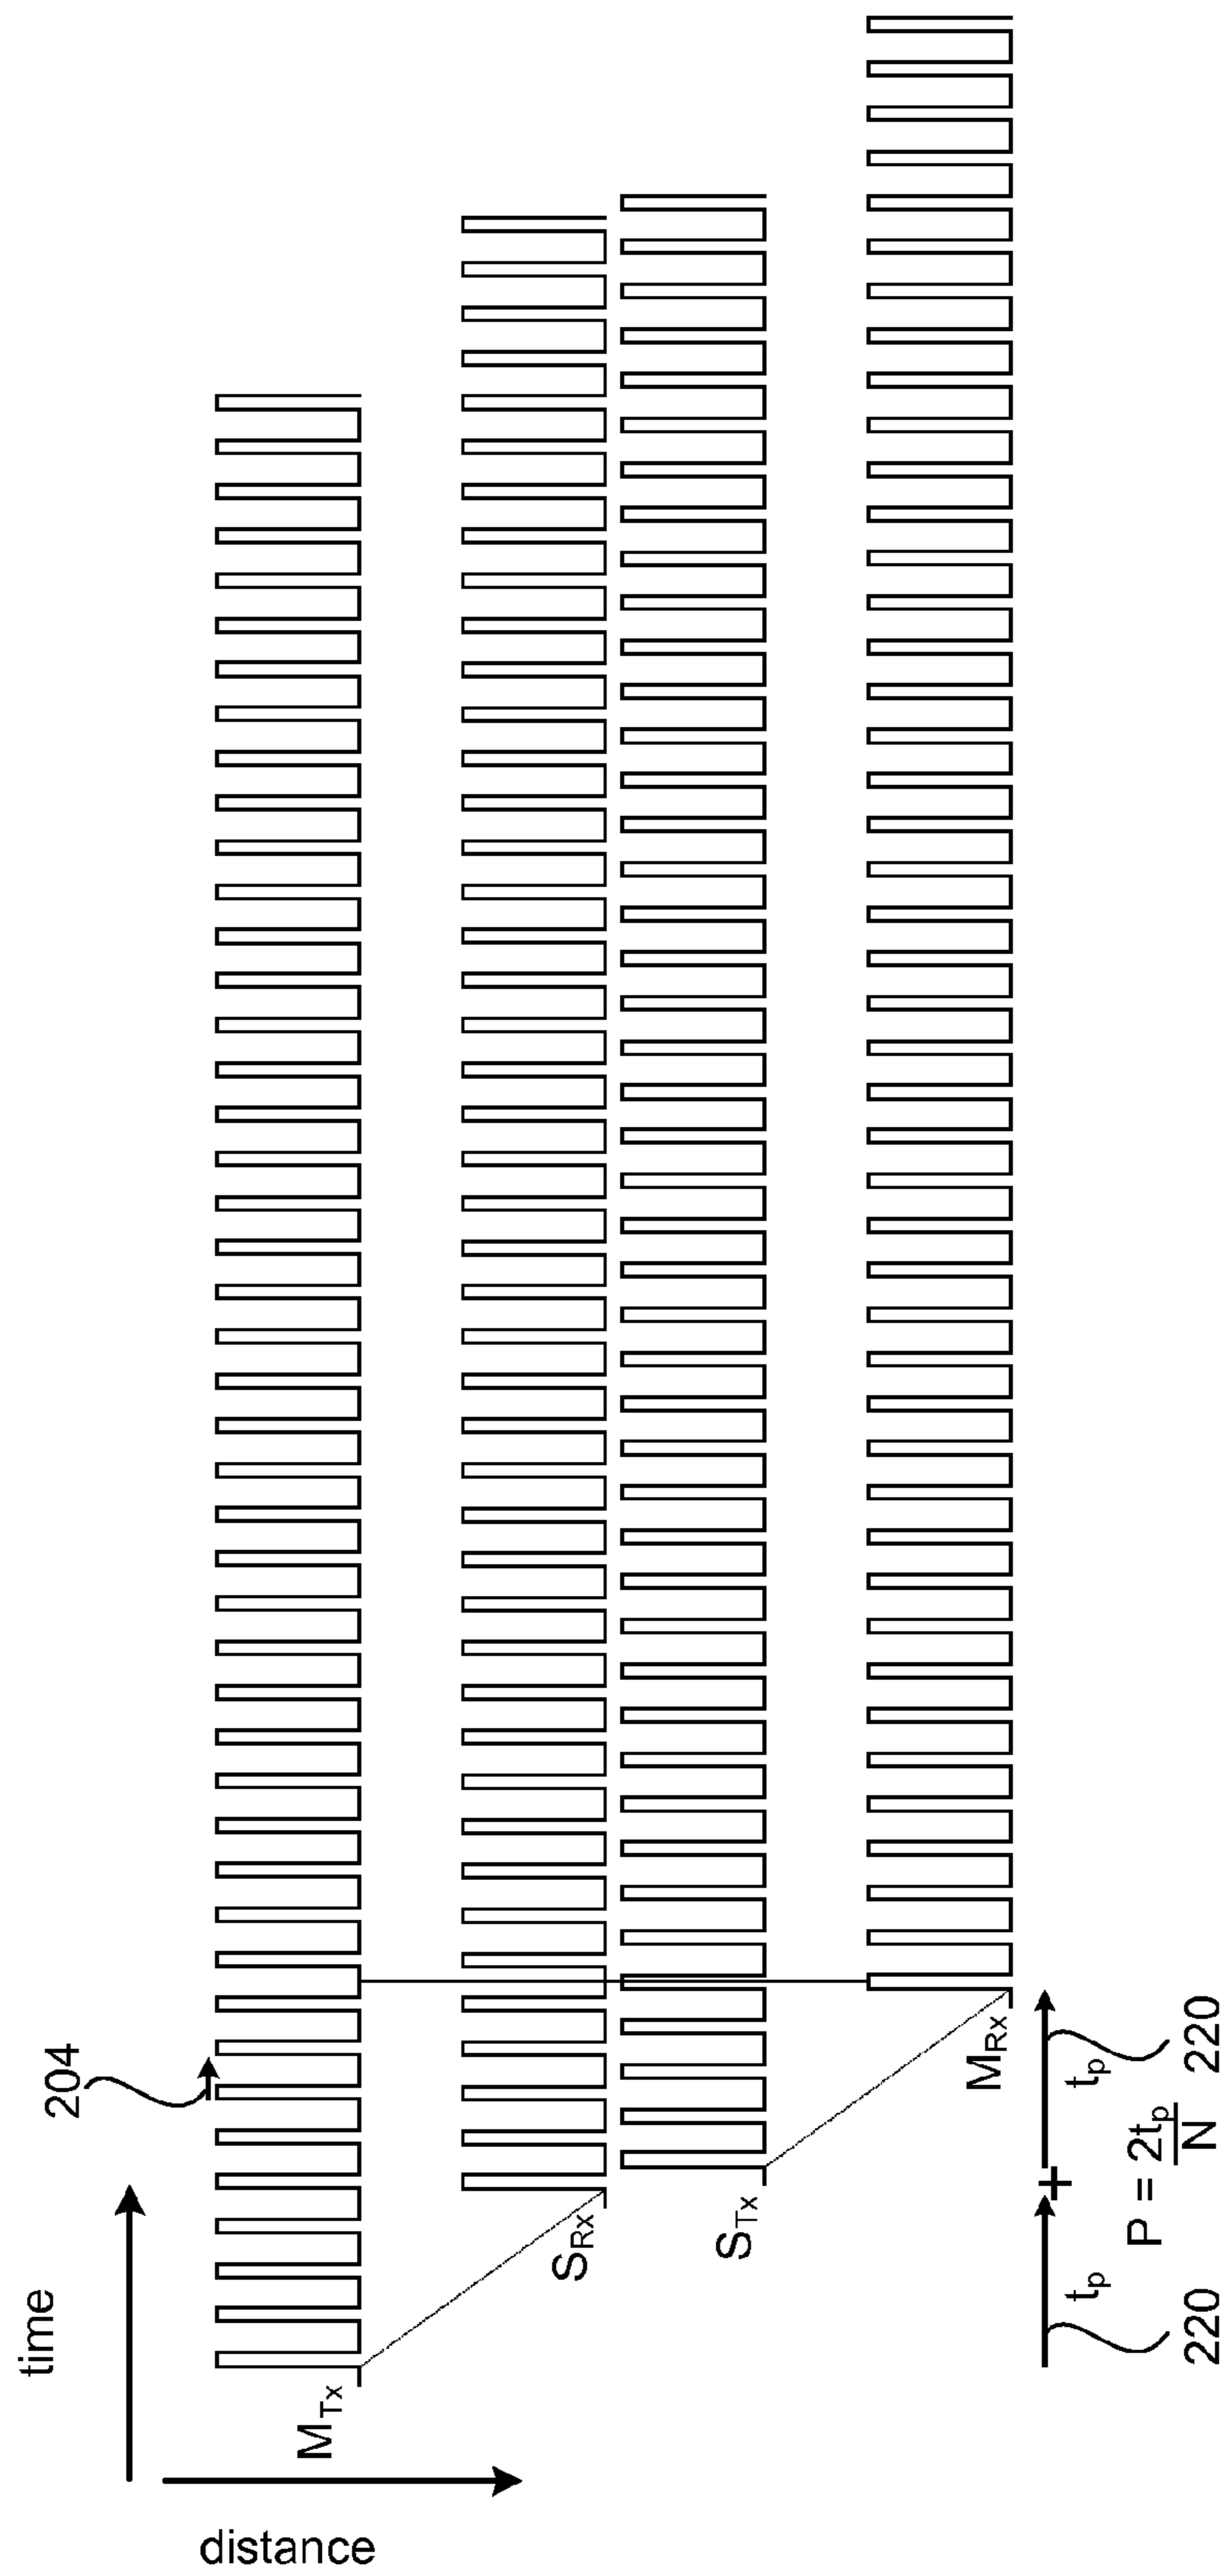 time
204
distance
M_Tx
S_Rx
S_Tx
M_Rx
t_p + t_p
220 220
P = 2t_p/N